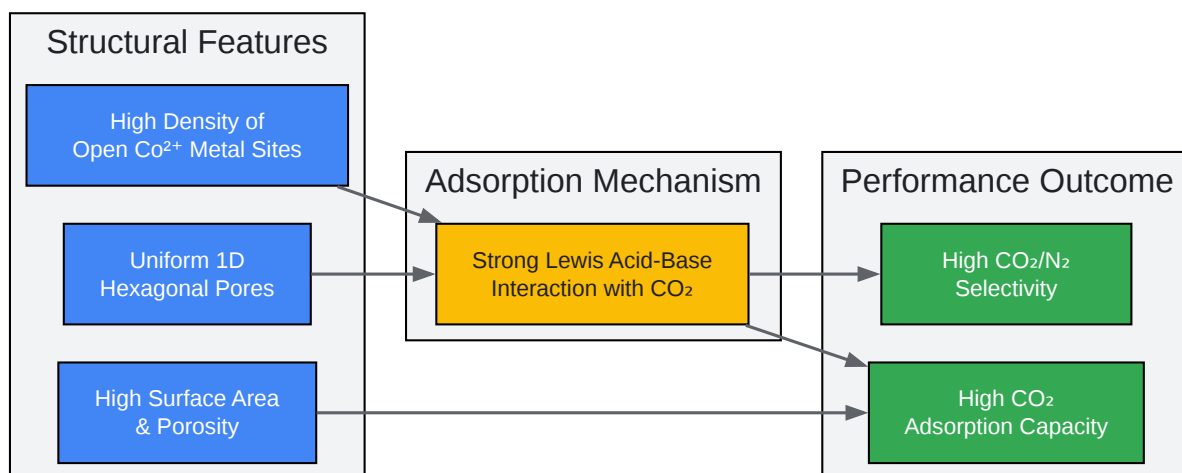 Structural Features
High Density of
Open Co²⁺ Metal Sites
Uniform 1D
Hexagonal Pores
High Surface Area
& Porosity
Adsorption Mechanism
Strong Lewis Acid-Base
Interaction with CO₂
Performance Outcome
High CO₂/N₂
Selectivity
High CO₂
Adsorption Capacity